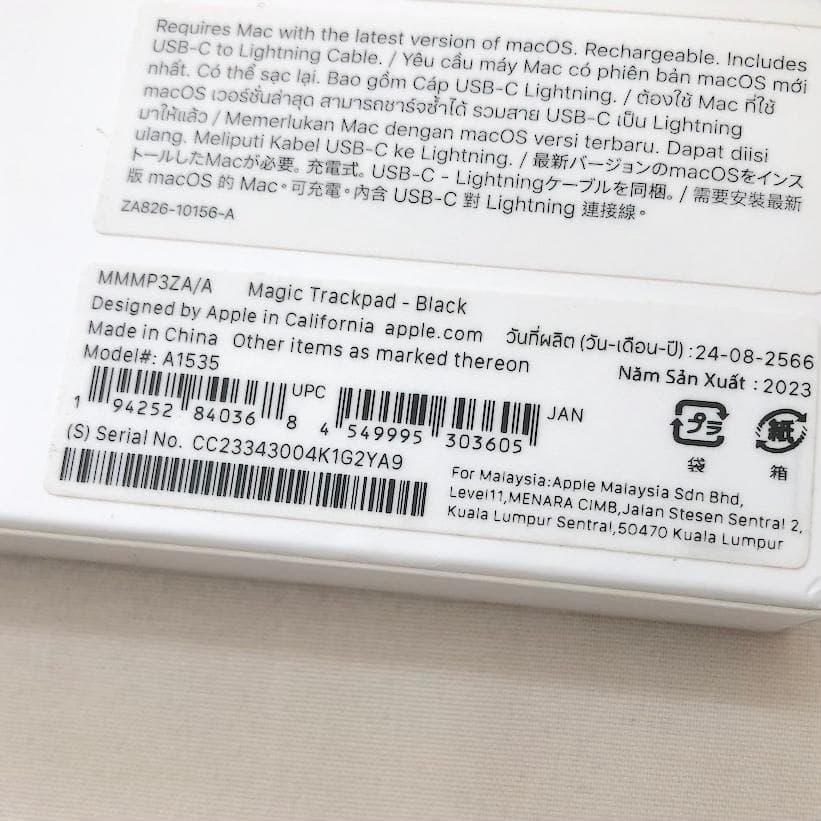 Requires Mac with the latest version of macOS. Rechargeable. Includes
USB-C to Lightning Cable. / Yêu cầu máy Mac có phiên bản macOS mới
nhất. Có thể sạc lại. Bao gồm Cáp USB-C Lightning. / ต้องใช้ Mac ที่ใช้
macOS เวอร์ชั่นล่าสุด สามารถชาร์จซ้ำได้ รวมสาย USB-C เป็น Lightning
มาให้แล้ว / Memerlukan Mac dengan macOS versi terbaru. Dapat diisi
ulang. Meliputi Kabel USB-C ke Lightning. / 最新バージョンのmacOSをインス
トールしたMacが必要。充電式。USB-C - Lightningケーブルを同梱。/ 需要安裝最新
版 macOS 的 Mac。可充電。內含 USB-C 對 Lightning 連接線。
ZA826-10156-A
MMMP3ZA/A Magic Trackpad - Black
Designed by Apple in California apple.com วันที่ผลิต (วัน-เดือน-ปี) :24-08-2566
Made in China Other items as marked thereon Năm Sản Xuất : 2023
Model#: A1535
UPC JAN
1 94252 84036 8 4 549995 303605
プラ 紙
袋 箱
(S) Serial No. CC23343004K1G2YA9
For Malaysia:Apple Malaysia Sdn Bhd,
Level11,MENARA CIMB,Jalan Stesen Sentral 2,
Kuala Lumpur Sentral,50470 Kuala Lumpur